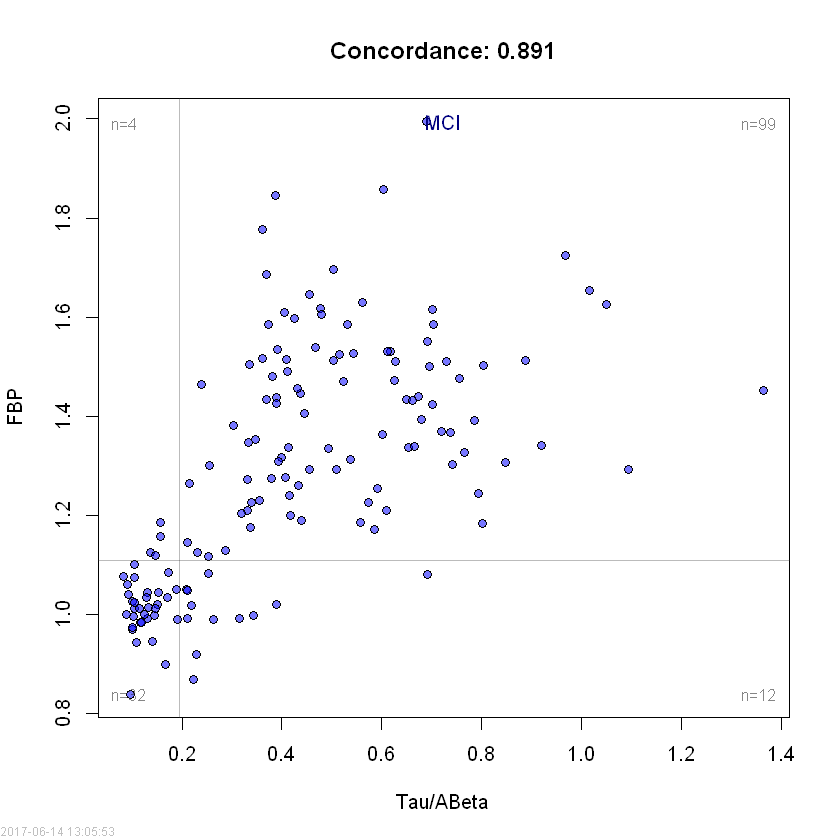 Concordance: 0.891
n=4
MCI
n=99
FBP
2.0
1.8
1.6
1.4
1.2
1.0
0.8
n=32
n=12
0.2 0.4 0.6 0.8 1.0 1.2 1.4
Tau/ABeta
2017-06-14 13:05:53